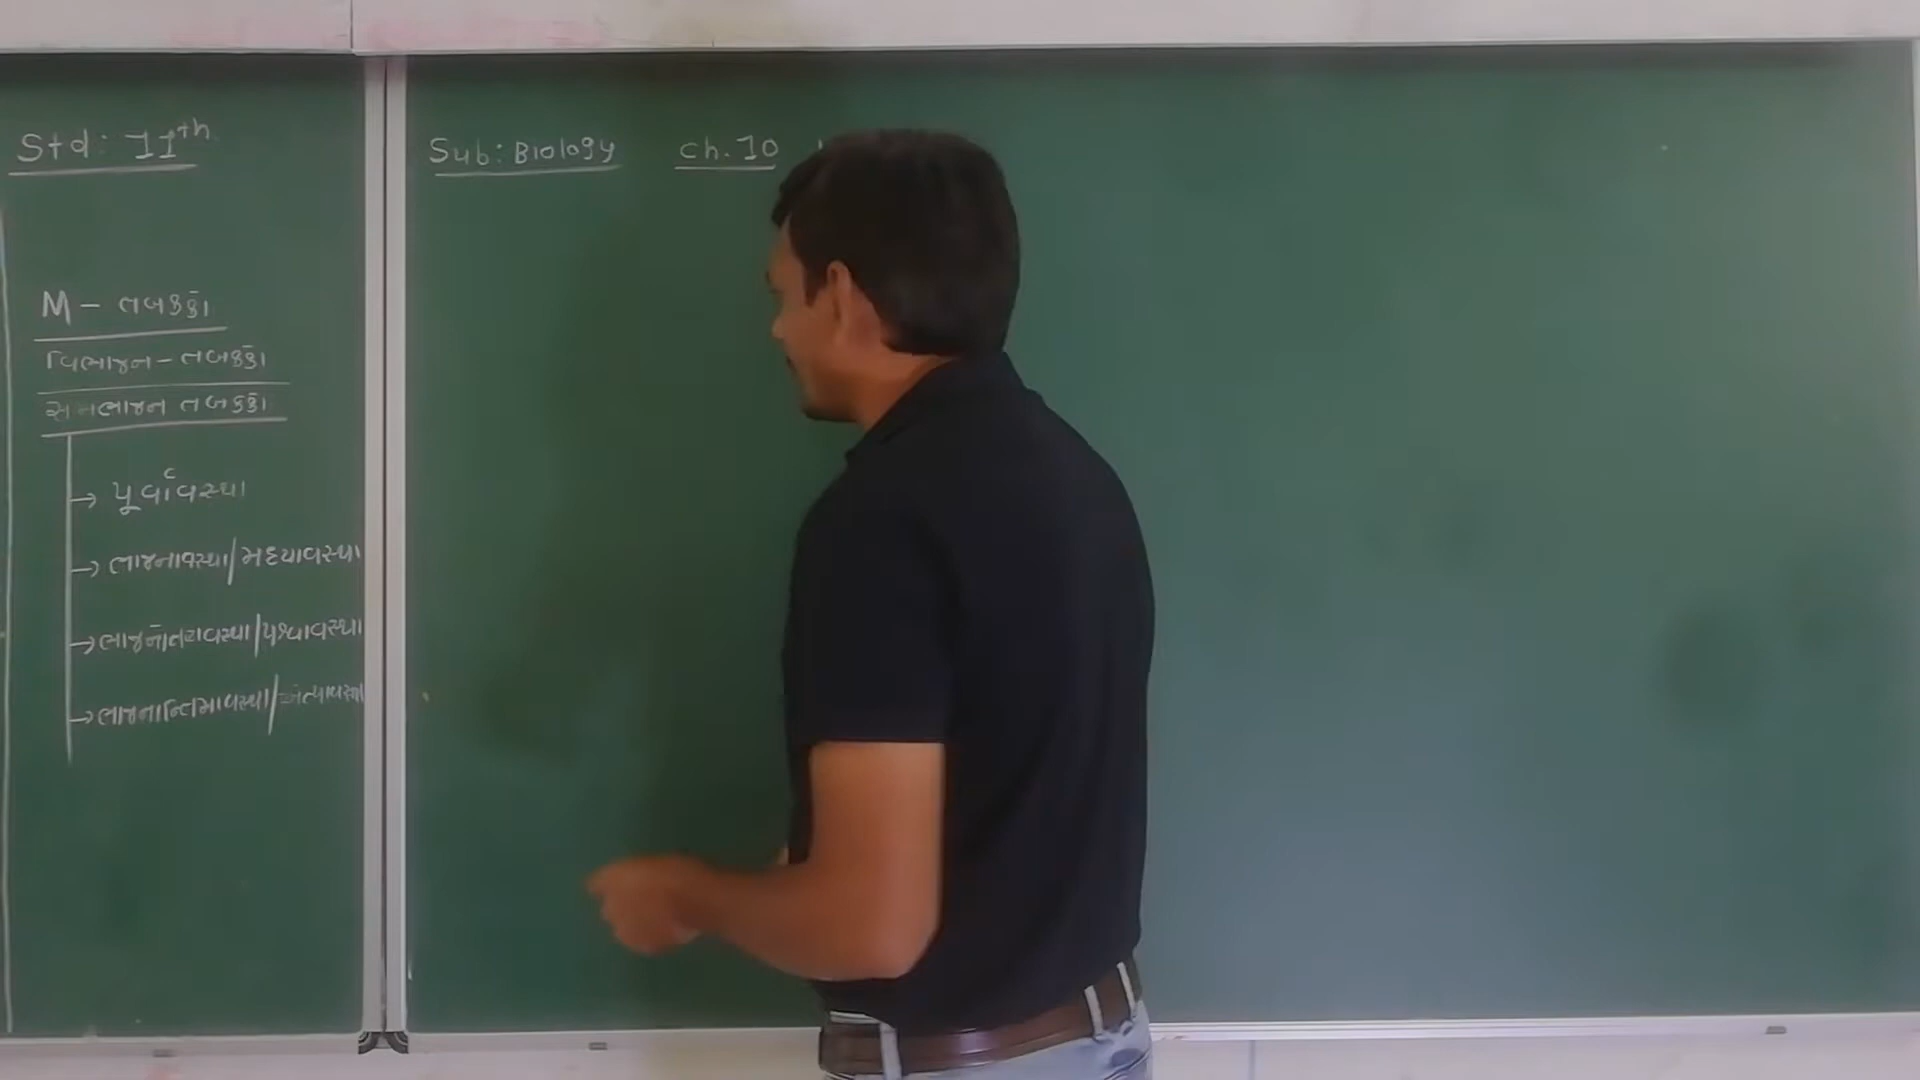 Std: 11th
Sub: Biology ch. 10
M - તબક્કો
વિભાજન - તબક્કો
સમભાજન તબક્કો
→ પૂર્વાવસ્થા
→ ભાજનાવસ્થા/મધ્યાવસ્થા
→ ભાજનોત્તરાવસ્થા/પશ્ચાવસ્થા
→ ભાજનાન્તિમાવસ્થા/અંત્યાવસ્થા